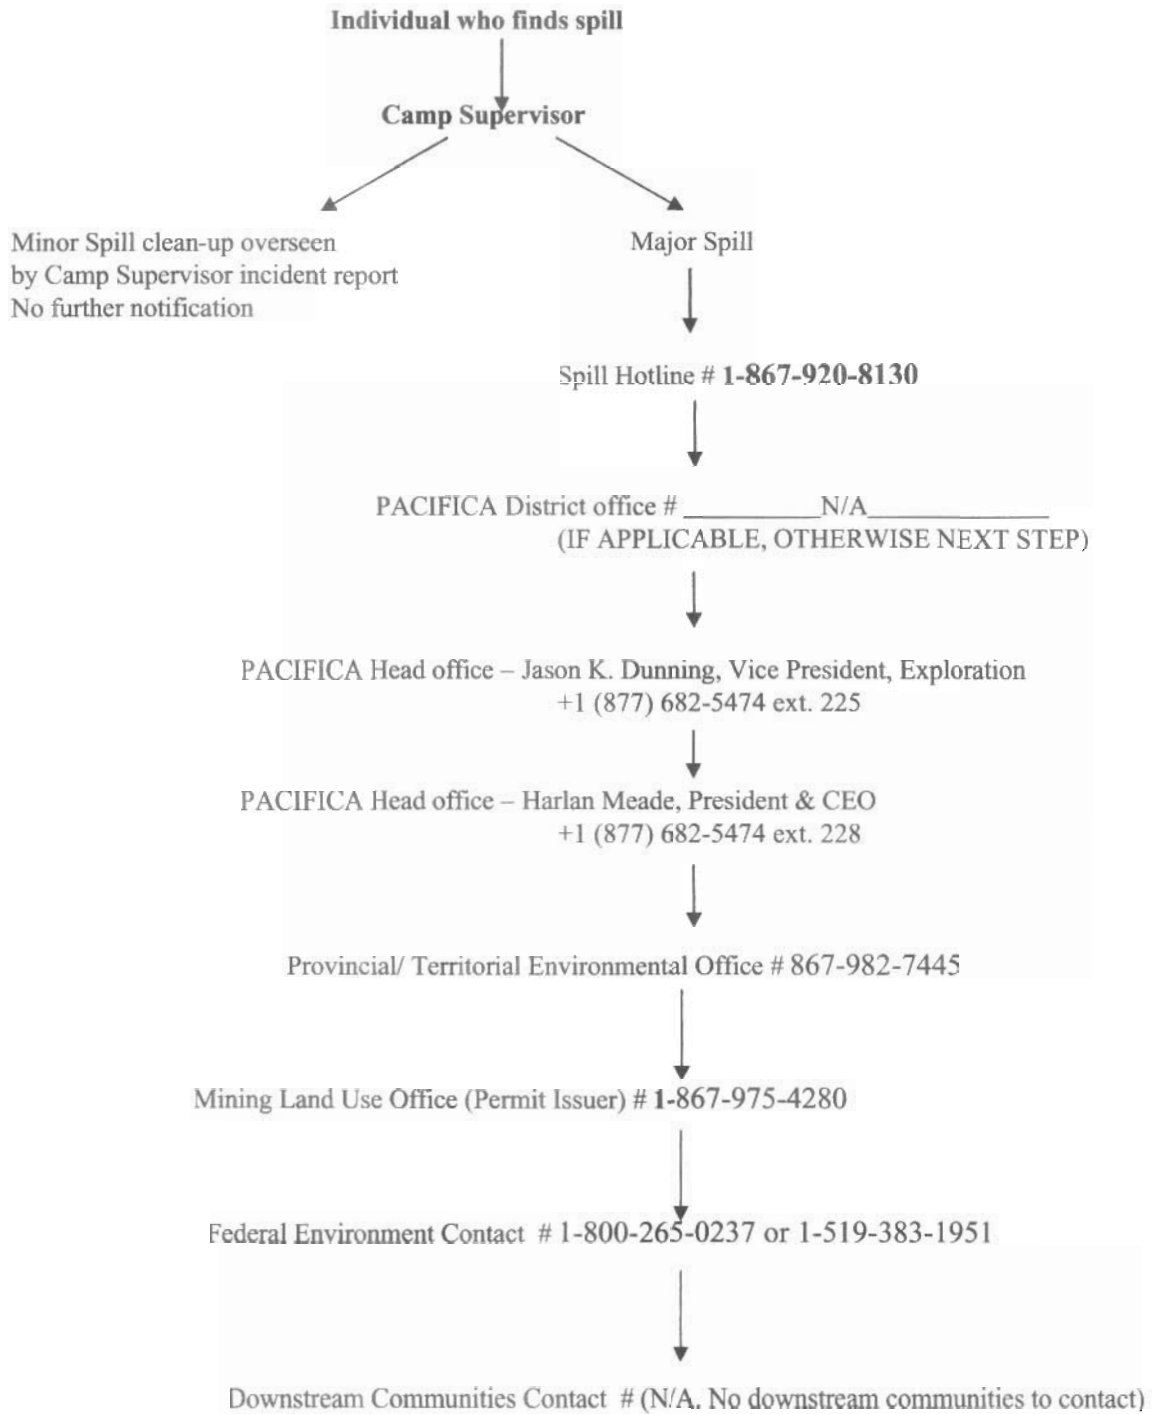 Individual who finds spill
Camp Supervisor
Minor Spill clean-up overseen
by Camp Supervisor incident report
No further notification
Major Spill
Spill Hotline # 1-867-920-8130
PACIFICA District office # __________N/A_____________
(IF APPLICABLE, OTHERWISE NEXT STEP)
PACIFICA Head office – Jason K. Dunning, Vice President, Exploration
+1 (877) 682-5474 ext. 225
PACIFICA Head office – Harlan Meade, President & CEO
+1 (877) 682-5474 ext. 228
Provincial/ Territorial Environmental Office # 867-982-7445
Mining Land Use Office (Permit Issuer) # 1-867-975-4280
Federal Environment Contact # 1-800-265-0237 or 1-519-383-1951
Downstream Communities Contact # (N/A. No downstream communities to contact)